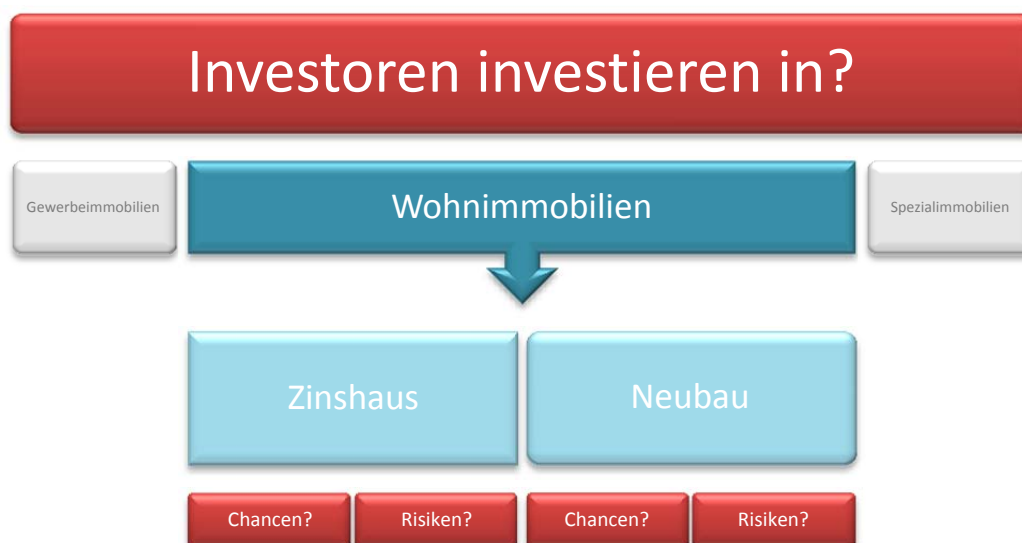 Investoren investieren in?
Gewerbeimmobilien
Wohnimmobilien
Spezialimmobilien
Zinshaus
Neubau
Chancen?
Risiken?
Chancen?
Risiken?